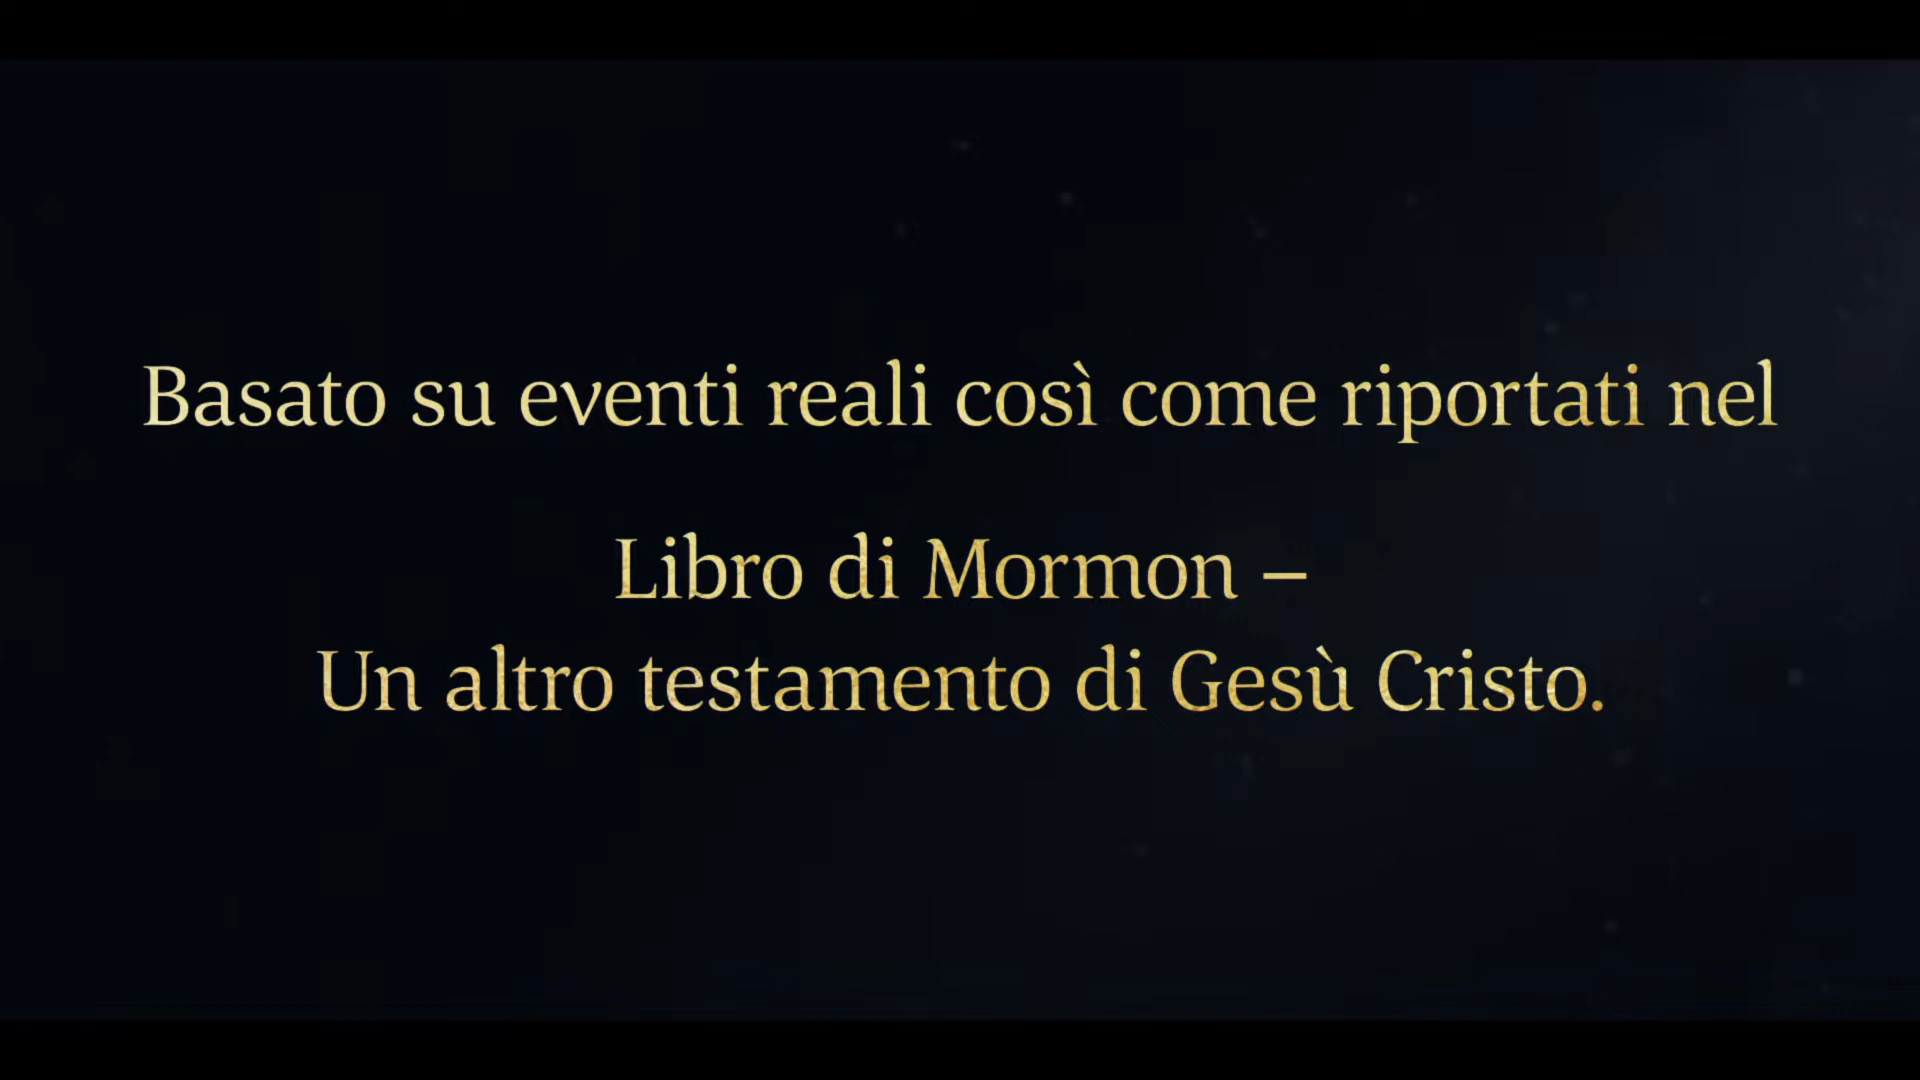 Basato su eventi reali così come riportati nel
Libro di Mormon –
Un altro testamento di Gesù Cristo.